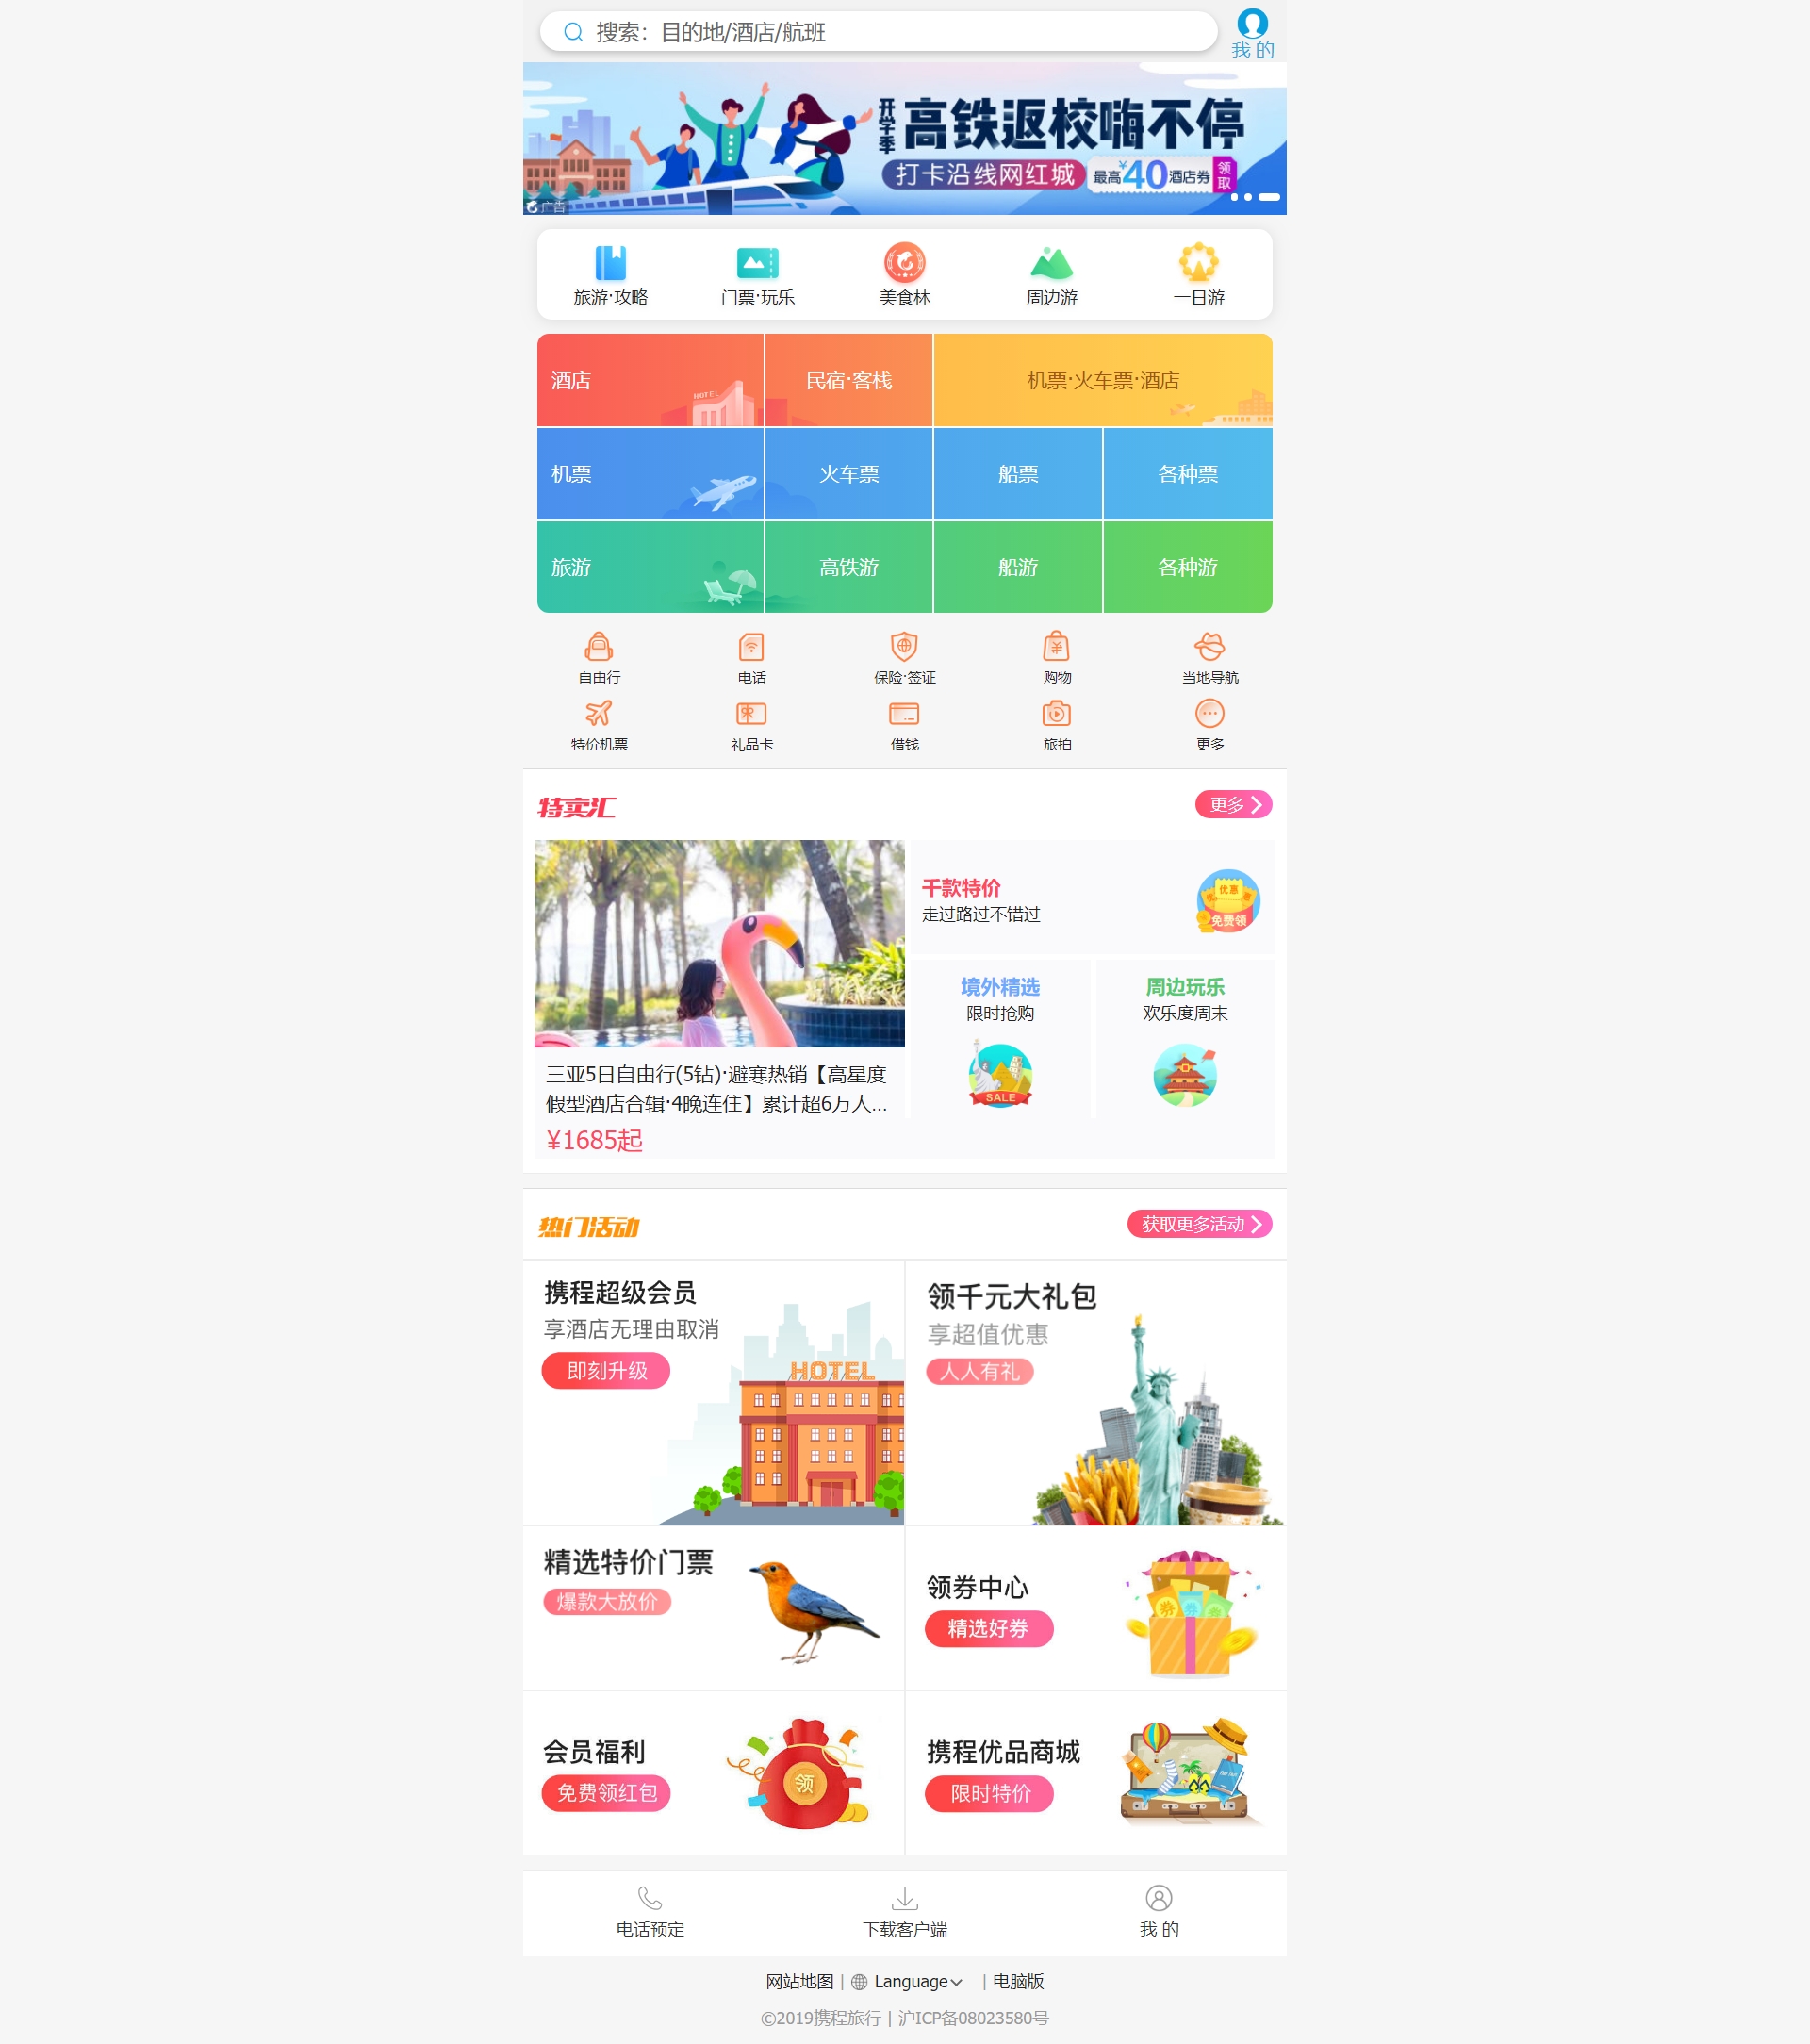 搜索：目的地/酒店/航班
我 的
开学季
高铁返校嗨不停
打卡沿线网红城
最高¥40酒店券
领取
广告
旅游·攻略
门票·玩乐
美食林
周边游
一日游
酒店
HOTEL
民宿·客栈
机票·火车票·酒店
机票
火车票
船票
各种票
旅游
高铁游
船游
各种游
自由行
电话
保险·签证
购物
当地导航
特价机票
礼品卡
借钱
旅拍
更多
特卖汇
更多
千款特价
走过路过不错过
优惠
免费领
境外精选
限时抢购
SALE
周边玩乐
欢乐度周末
三亚5日自由行(5钻)·避寒热销【高星度
假型酒店合辑·4晚连住】累计超6万人...
¥1685起
热门活动
获取更多活动
携程超级会员
享酒店无理由取消
即刻升级
HOTEL
领千元大礼包
享超值优惠
人人有礼
精选特价门票
爆款大放价
领券中心
精选好券
券 券 券
会员福利
免费领红包
领
携程优品商城
限时特价
电话预定
下载客户端
我 的
网站地图 | Language | 电脑版
©2019携程旅行 | 沪ICP备08023580号